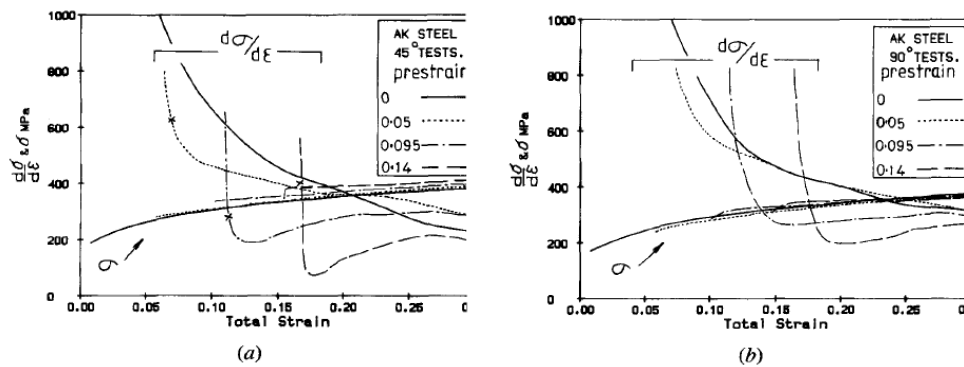 1000
800
600
400
200
0
dσ/dε & σ MPa
dσ/dε
AK STEEL
45° TESTS.
prestrain
0
0·05
0·095
0·14
σ
0.00 0.05 0.10 0.15 0.20 0.25
Total Strain
(a)
1000
800
600
400
200
0
dσ/dε & σ MPa
dσ/dε
AK STEEL
90° TESTS.
prestrain
0
0·05
0·095
0·14
σ
0.00 0.05 0.10 0.15 0.20 0.25
Total Strain
(b)